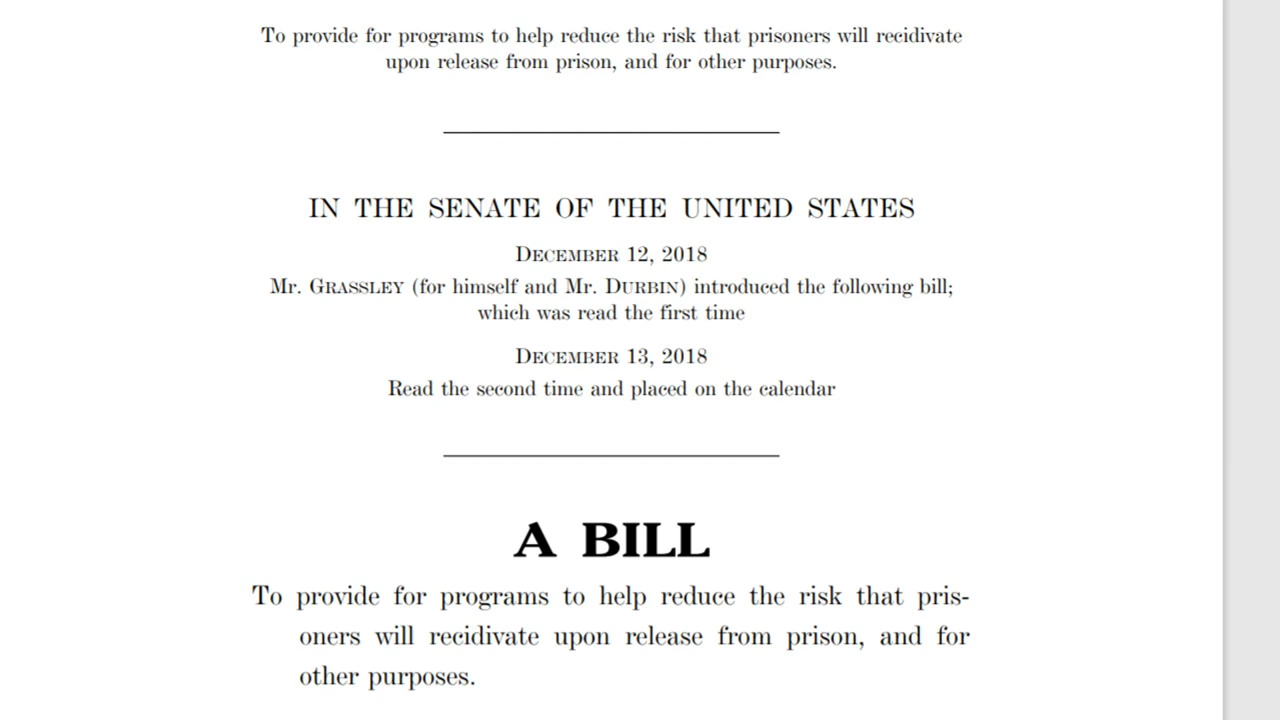 To provide for programs to help reduce the risk that prisoners will recidivate
upon release from prison, and for other purposes.
IN THE SENATE OF THE UNITED STATES
DECEMBER 12, 2018
Mr. GRASSLEY (for himself and Mr. DURBIN) introduced the following bill;
which was read the first time
DECEMBER 13, 2018
Read the second time and placed on the calendar
A BILL
To provide for programs to help reduce the risk that pris-
oners will recidivate upon release from prison, and for
other purposes.